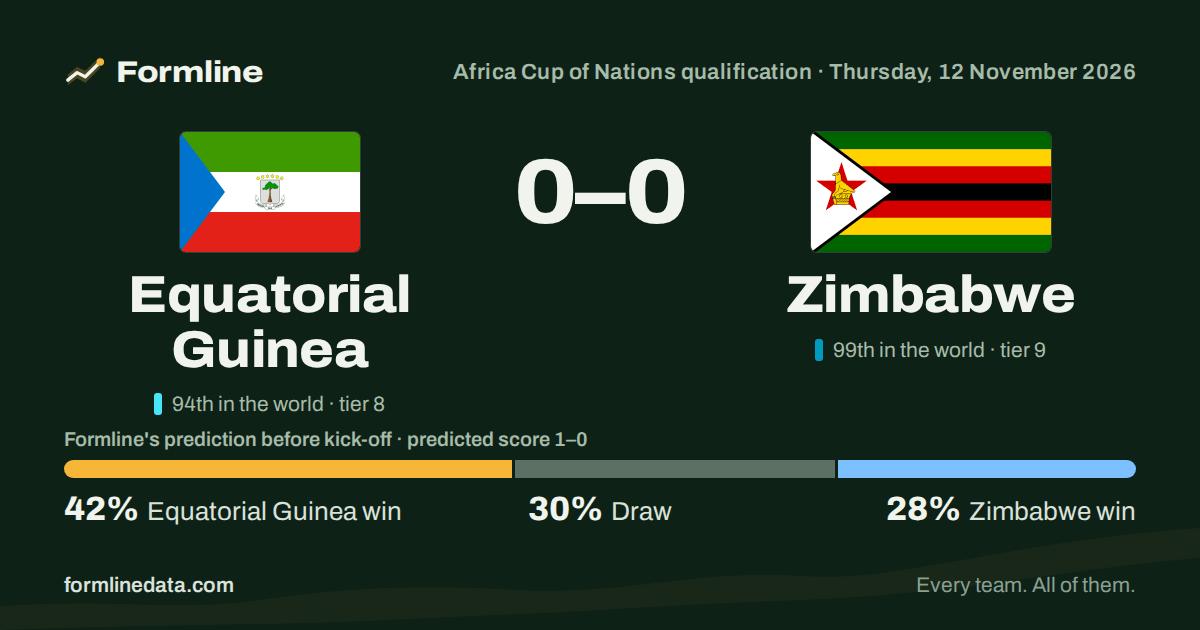 Formline
Africa Cup of Nations qualification · Thursday, 12 November 2026
0–0
Equatorial
Guinea
94th in the world · tier 8
Zimbabwe
99th in the world · tier 9
Formline's prediction before kick-off · predicted score 1–0
42% Equatorial Guinea win
30% Draw
28% Zimbabwe win
formlinedata.com
Every team. All of them.